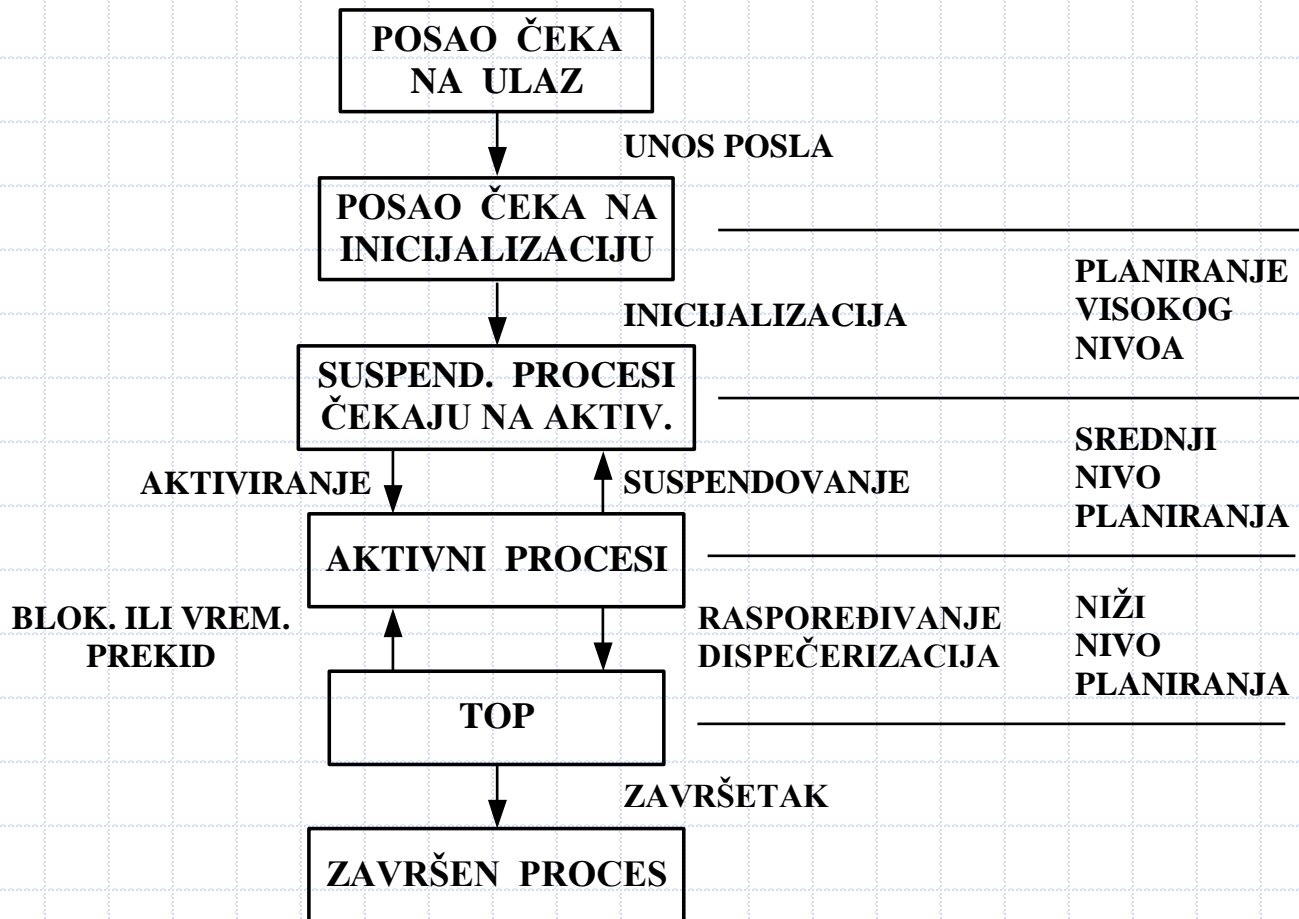 POSAO ČEKA
NA ULAZ
UNOS POSLA
POSAO ČEKA NA
INICIJALIZACIJU
INICIJALIZACIJA
PLANIRANJE
VISOKOG
NIVOA
SUSPEND. PROCESI
ČEKAJU NA AKTIV.
AKTIVIRANJE
SUSPENDOVANJE
SREDNJI
NIVO
PLANIRANJA
AKTIVNI PROCESI
BLOK. ILI VREM.
PREKID
RASPOREĐIVANJE
DISPEČERIZACIJA
NIŽI
NIVO
PLANIRANJA
TOP
ZAVRŠETAK
ZAVRŠEN PROCES